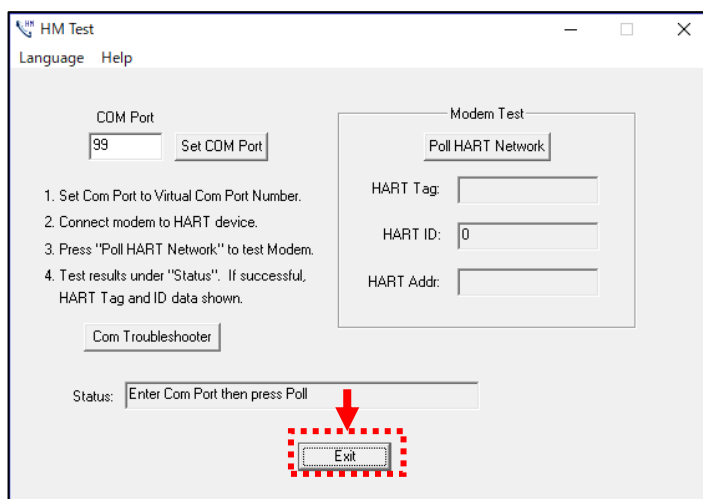 HM Test
Language Help
COM Port
99
Set COM Port
1. Set Com Port to Virtual Com Port Number.
2. Connect modem to HART device.
3. Press "Poll HART Network" to test Modem.
4. Test results under "Status". If successful,
HART Tag and ID data shown.
Com Troubleshooter
Modem Test
Poll HART Network
HART Tag:
HART ID: 0
HART Addr:
Status: Enter Com Port then press Poll
Exit